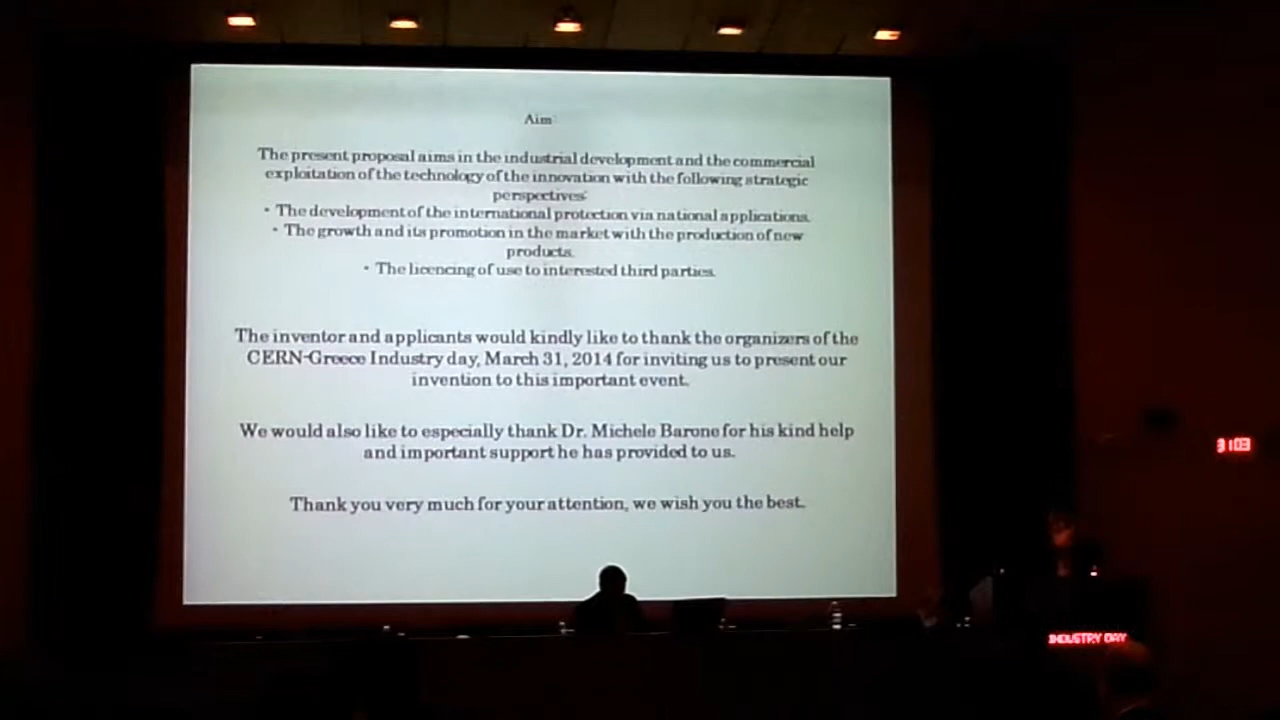 Aim
The present proposal aims in the industrial development and the commercial
exploitation of the technology of the innovation with the following strategic
perspectives:
• The development of the international protection via national applications.
• The growth and its promotion in the market with the production of new
products.
• The licencing of use to interested third parties.
The inventor and applicants would kindly like to thank the organizers of the
CERN-Greece Industry day, March 31, 2014 for inviting us to present our
invention to this important event.
We would also like to especially thank Dr. Michele Barone for his kind help
and important support he has provided to us.
Thank you very much for your attention, we wish you the best.
INDUSTRY DAY